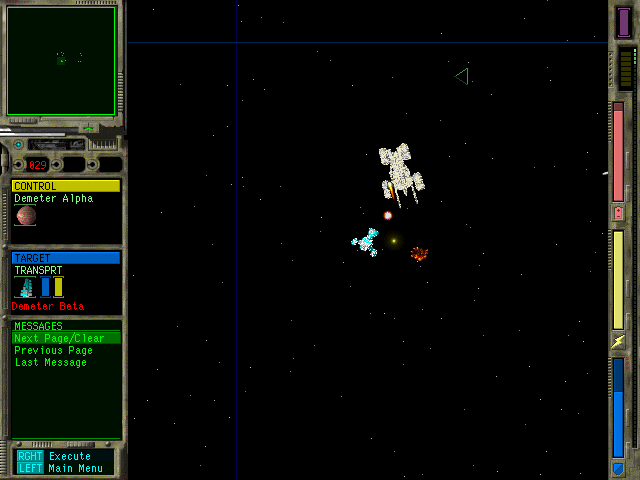 029
CONTROL
Demeter Alpha
TARGET
TRANSPRT
Demeter Beta
MESSAGES
Next Page/Clear
Previous Page
Last Message
RGHT Execute
LEFT Main Menu